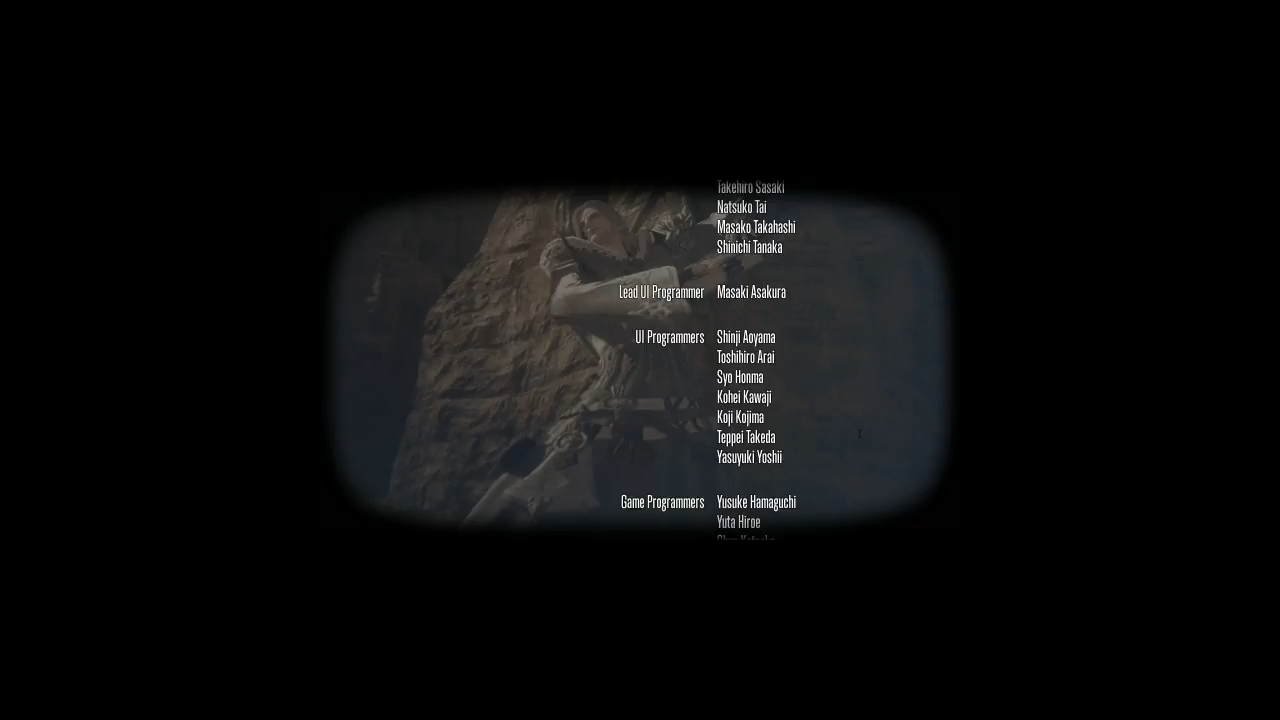 Takehiro Sasaki
Natsuko Tai
Masako Takahashi
Shinichi Tanaka
Lead UI Programmer Masaki Asakura
UI Programmers Shinji Aoyama
Toshihiro Arai
Syo Honma
Kohei Kawaji
Koji Kojima
Teppei Takeda
Yasuyuki Yoshii
Game Programmers Yusuke Hamaguchi
Yuta Hiroe